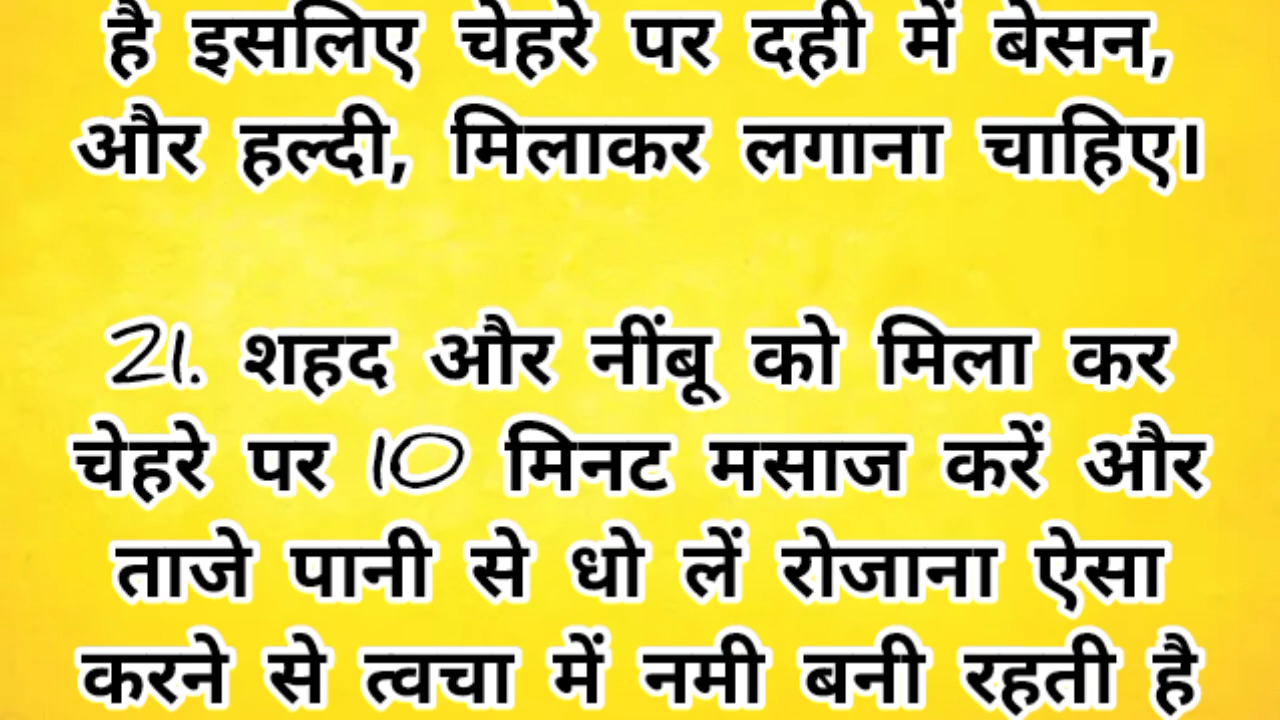 है इसलिए चेहरे पर दही में बेसन,
और हल्दी, मिलाकर लगाना चाहिए।
21. शहद और नींबू को मिला कर
चेहरे पर 10 मिनट मसाज करें और
ताजे पानी से धो लें रोजाना ऐसा
करने से त्वचा में नमी बनी रहती है